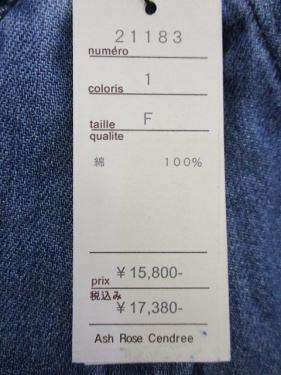 21183
numéro
1
coloris
F
taille
qualite
綿 100%
¥15,800-
prix
税込み
¥17,380-
Ash Rose Cendree